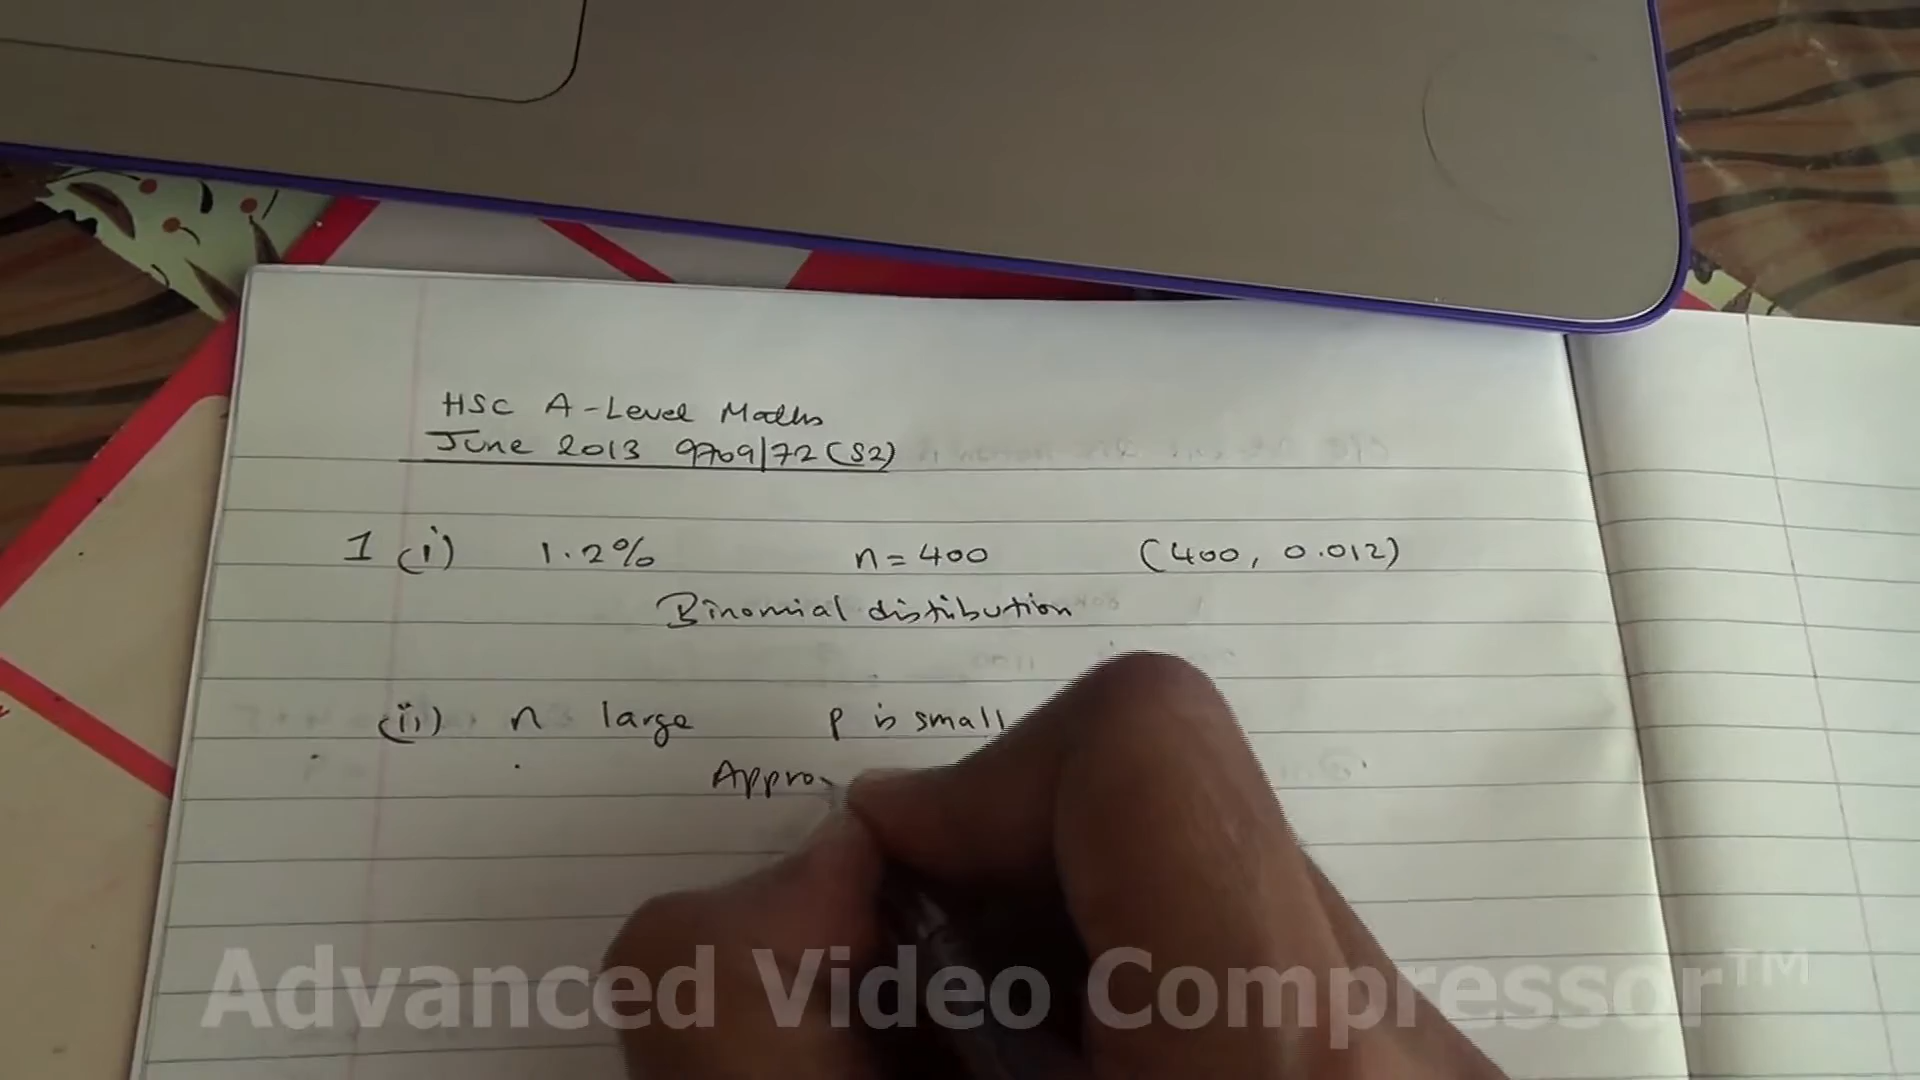 HSC A-Level Maths
June 2013 9709/72 (S2)
1 (i) 1.2% n = 400 (400, 0.012)
Binomial distribution
(ii) n large p is small
Appro
Advanced Video Compressor™